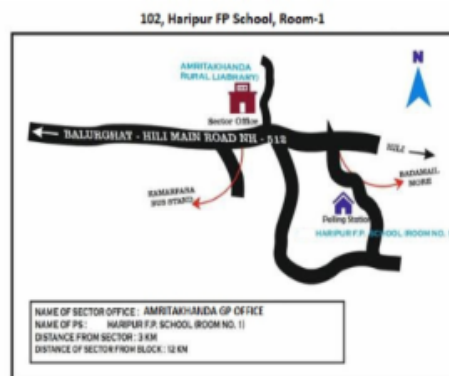 102, Haripur FP School, Room-1
N
AMRITAKHANDA
RURAL LIABRANY)
Sector Office
BALURGHAT - HILI MAIN ROAD NH - 512
HILI
KAMARPARA
BUS STAND
BADAMAIL
MORE
Polling Station
HARIPUR F.P. SCHOOL (ROOM NO.
NAME OF SECTOR OFFICE : AMRITAKHANDA GP OFFICE
NAME OF PS : HARIPUR F.P. SCHOOL (ROOM NO. 1)
DISTANCE FROM SECTOR : 3 KM
DISTANCE OF SECTOR FROM BLOCK : 12 KM